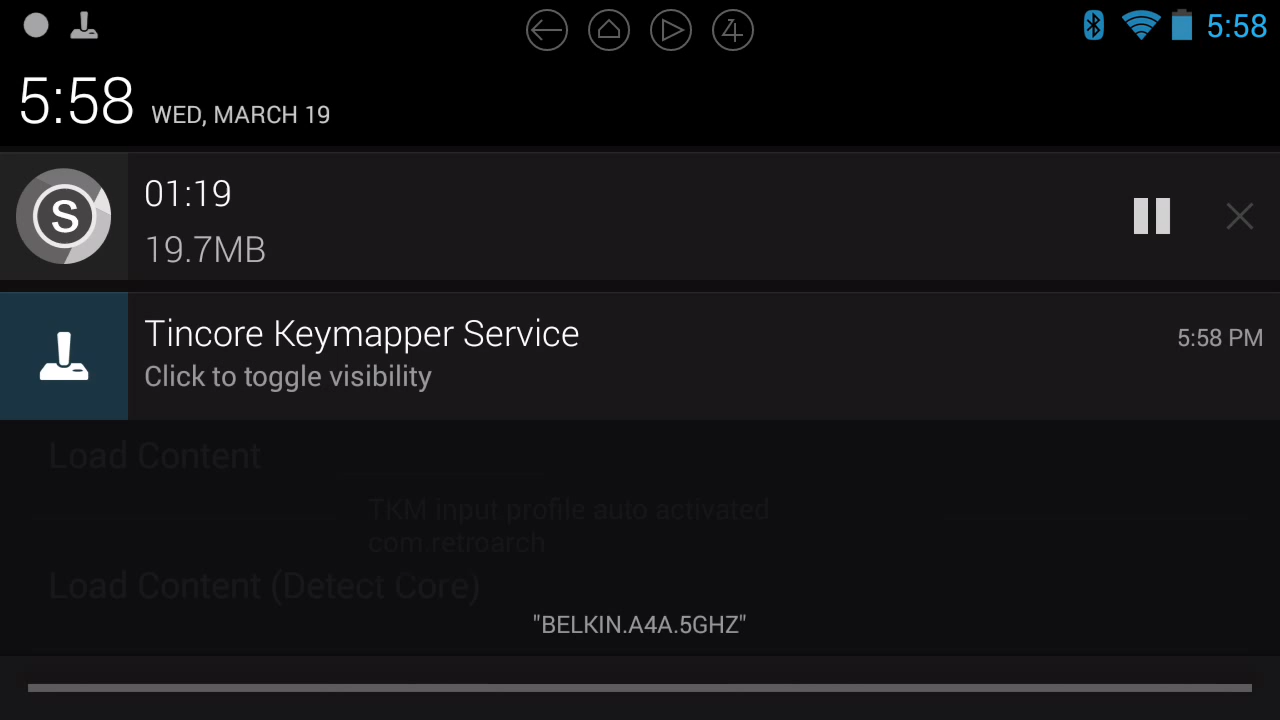 5:58
5:58 WED, MARCH 19
S
01:19
19.7MB
Tincore Keymapper Service
5:58 PM
Click to toggle visibility
Load Content
TKM input profile auto activated
com.retroarch
Load Content (Detect Core)
"BELKIN.A4A.5GHZ"